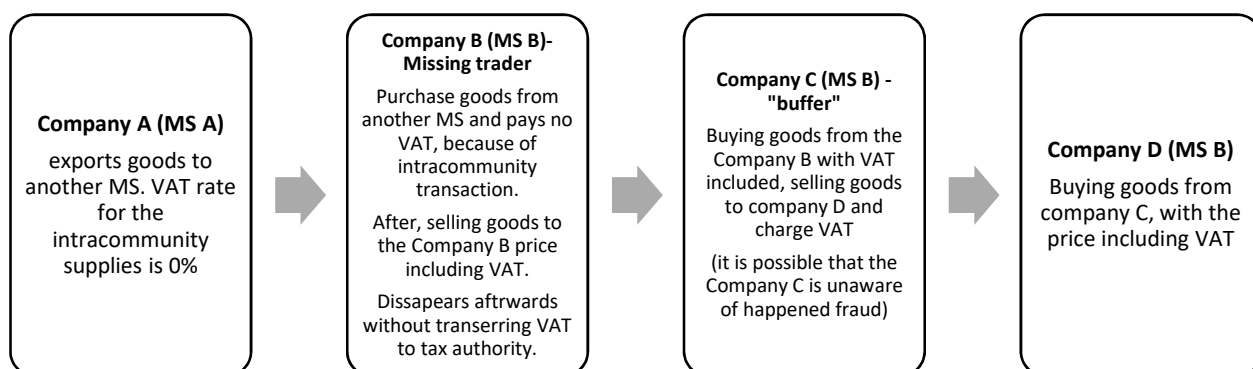 Company A (MS A)
exports goods to
another MS. VAT rate
for the
intracommunity
supplies is 0%
Company B (MS B)-
Missing trader
Purchase goods from
another MS and pays no
VAT, because of
intracommunity
transaction.
After, selling goods to
the Company B price
including VAT.
Dissapears aftrwards
without transerring VAT
to tax authority.
Company C (MS B) -
"buffer"
Buying goods from the
Company B with VAT
included, selling goods
to company D and
charge VAT
(it is possible that the
Company C is unaware
of happened fraud)
Company D (MS B)
Buying goods from
company C, with the
price including VAT